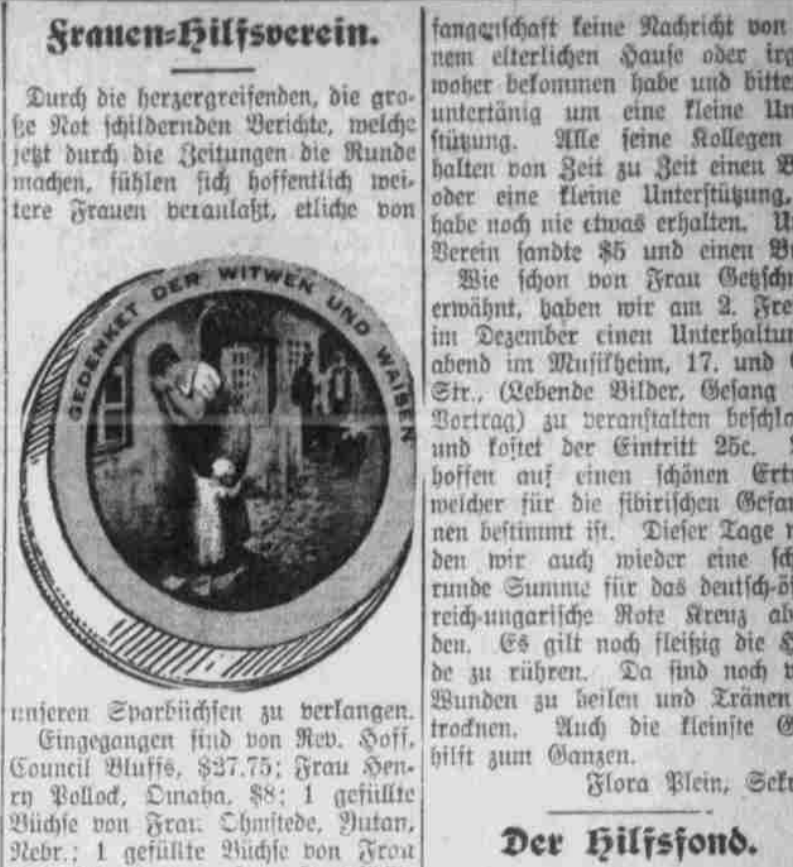 Frauen-Hilfsverein.
Durch die herzergreifenden, die gro-
ße Not schildernden Berichte, welche
jetzt durch die Zeitungen die Runde
machen, fühlen sich hoffentlich wei-
tere Frauen veranlaßt, etliche von
GEDENKET DER WITWEN UND WAISEN
unseren Sparbüchsen zu verlangen.
Eingegangen sind von Rev. Hoff,
Council Bluffs, $27.75; Frau Hen-
ry Pollock, Omaha, $8; 1 gefüllte
Büchse von Frau Ohmstede, Yutan,
Nebr.; 1 gefüllte Büchse von Frau
fangenschaft keine Nachricht von
nem elterlichen Hause oder irg
woher bekommen habe und bitte
untertänig um eine kleine Un
stützung. Alle seine Kollegen
halten von Zeit zu Zeit einen B
oder eine kleine Unterstützung,
habe noch nie etwas erhalten. U
Verein sandte $5 und einen B
Wie schon von Frau Getzsch
erwähnt, haben wir am 2. Fre
im Dezember einen Unterhaltun
abend im Musikheim, 17. und
Str., (Lebende Bilder, Gesang
Vortrag) zu veranstalten beschlo
und kostet der Eintritt 25c.
hoffen auf einen schönen Ertr
welcher für die sibirischen Gefan
nen bestimmt ist. Dieser Tage
den wir auch wieder eine sch
runde Summe für das deutsch-ö
reich-ungarische Rote Kreuz ab
den. Es gilt noch fleißig die H
de zu rühren. Da sind noch v
Wunden zu heilen und Tränen
trocknen. Auch die kleinste G
hilft zum Ganzen.
Flora Plein, Sekr
Der Hilfsfond.